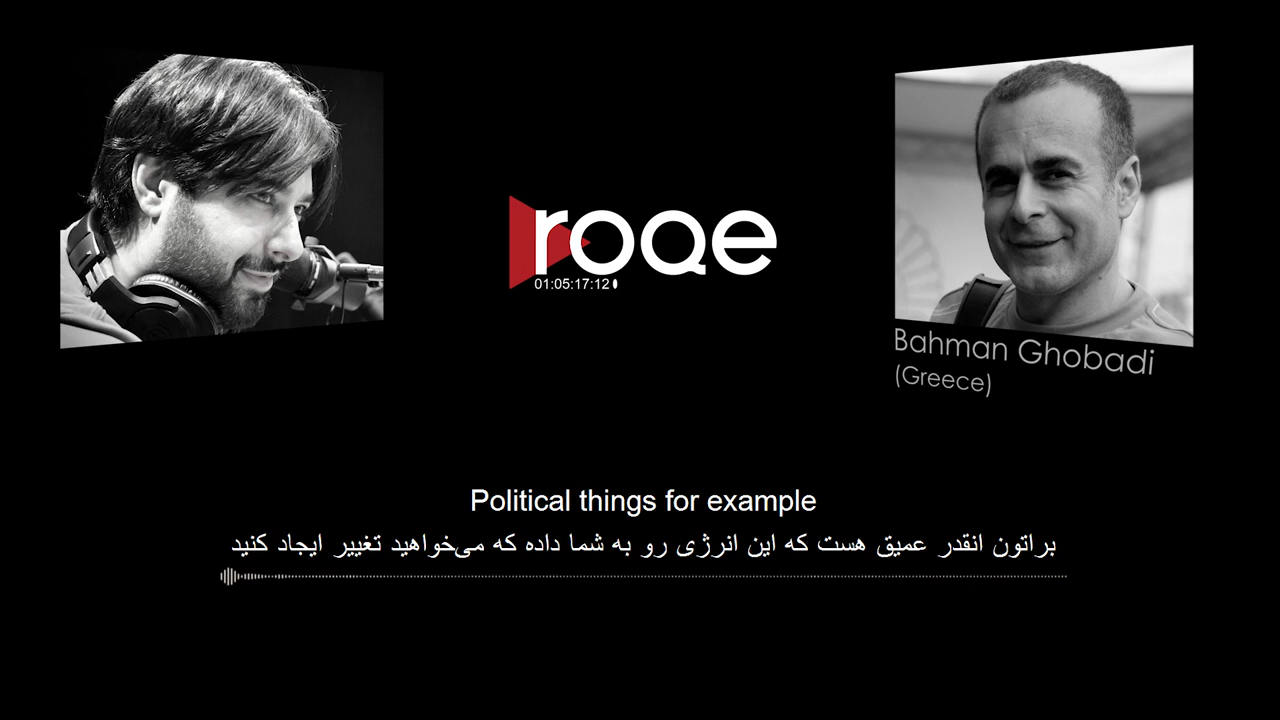 roqe
01:05:17:12
Bahman Ghobadi
(Greece)
Political things for example
براتون انقدر عمیق هست که این انرژی رو به شما داده که می‌خواهید تغییر ایجاد کنید